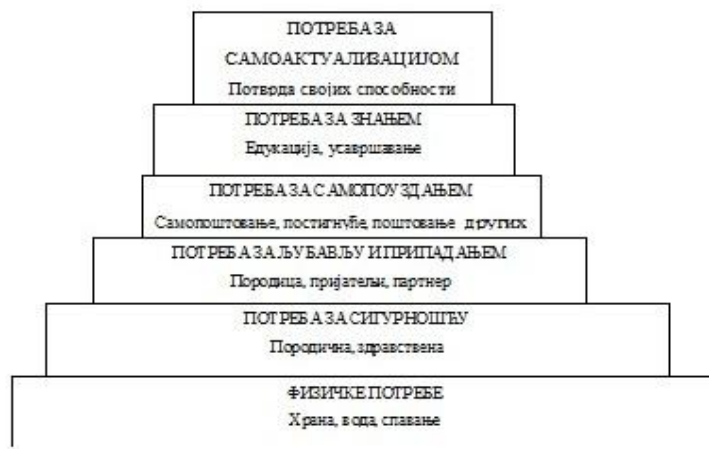 ПОТРЕБА ЗА
САМОАКТУАЛИЗАЦИЈОМ
Потврда својих способности
ПОТРЕБА ЗА ЗНАЊЕМ
Едукација, усавршавање
ПОТРЕБА ЗА САМОПОУЗДАЊЕМ
Самопоштовање, постигнуће, поштовање других
ПОТРЕБА ЗА ЉУБАВЉУ И ПРИПАДАЊЕМ
Породица, пријатељи, партнер
ПОТРЕБА ЗА СИГУРНОШЋУ
Породична, здравствена
ФИЗИЧКЕ ПОТРЕБЕ
Храна, вода, спавање